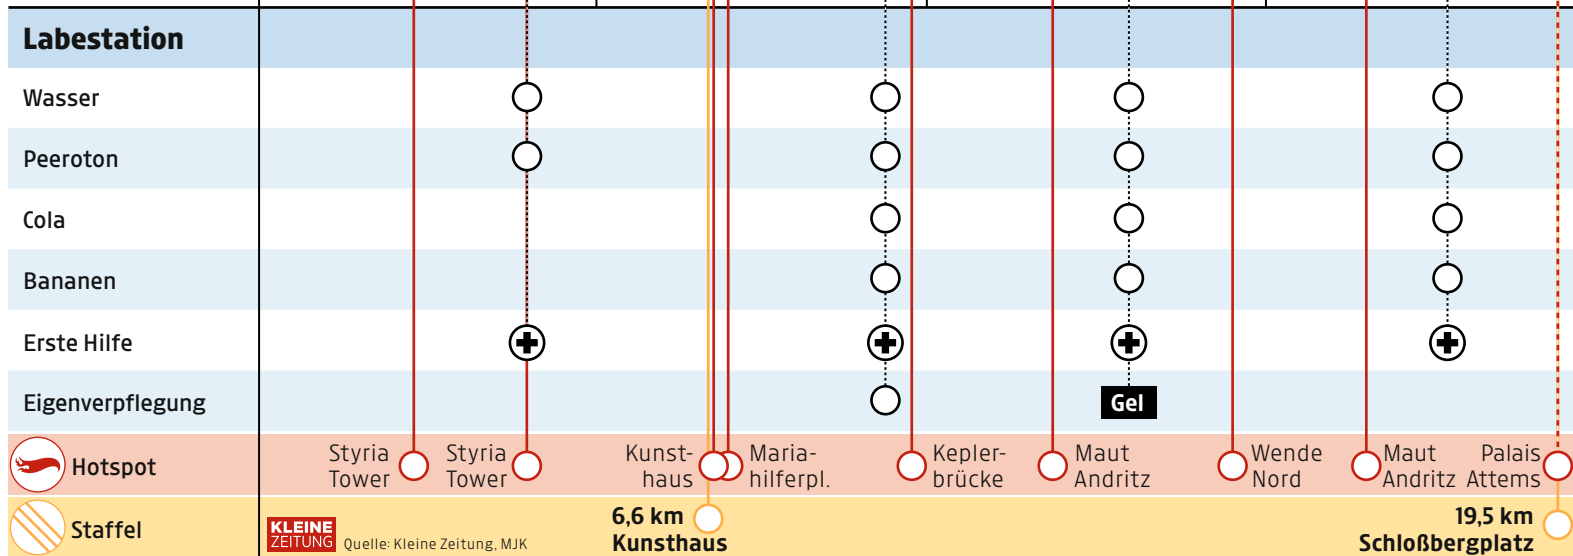 Labestation
Wasser
Peeroton
Cola
Bananen
Erste Hilfe
Eigenverpflegung
Gel
Hotspot
Styria
Tower
Styria
Tower
Kunst-
haus
Maria-
hilferpl.
Kepler-
brücke
Maut
Andritz
Wende
Nord
Maut
Andritz
Palais
Attems
Staffel
KLEINE
ZEITUNG
Quelle: Kleine Zeitung, MJK
6,6 km
Kunsthaus
19,5 km
Schloßbergplatz